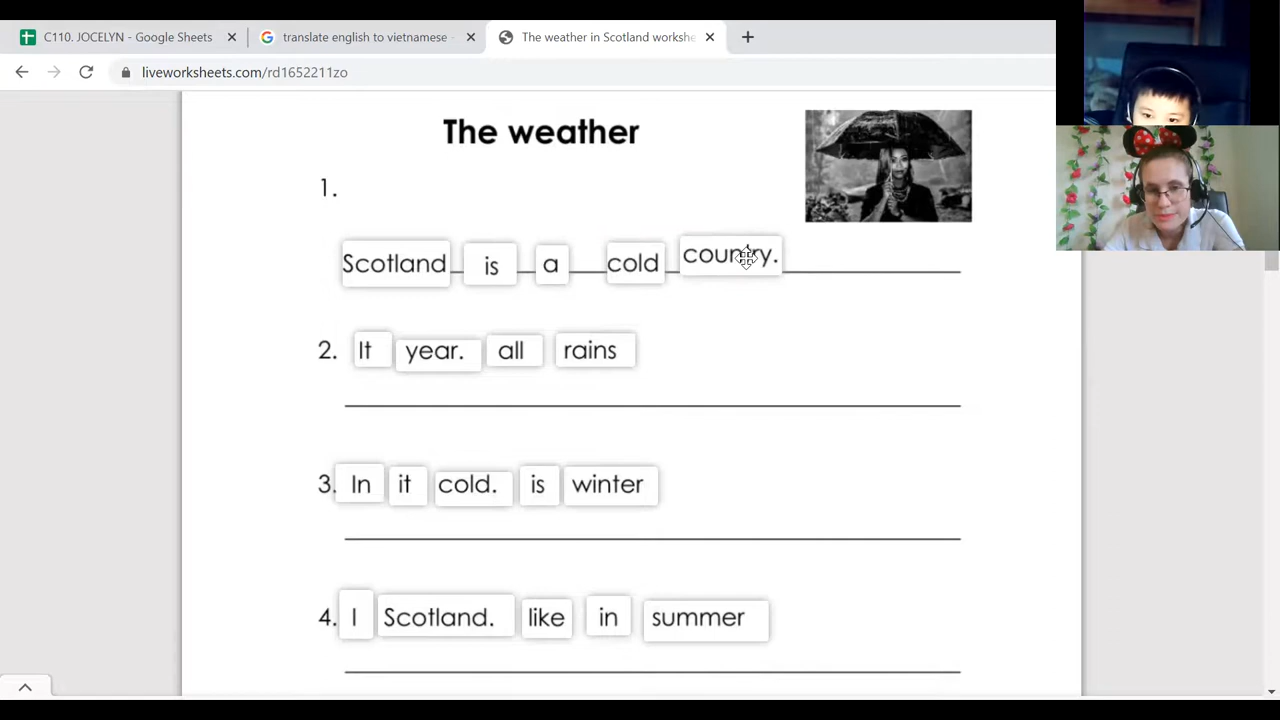 C110. JOCELYN - Google Sheets
translate english to vietnamese -
The weather in Scotland workshe
liveworksheets.com/rd1652211zo
The weather
1.
Scotland is a cold country.
2. It year. all rains
3. In it cold. is winter
4. I Scotland. like in summer